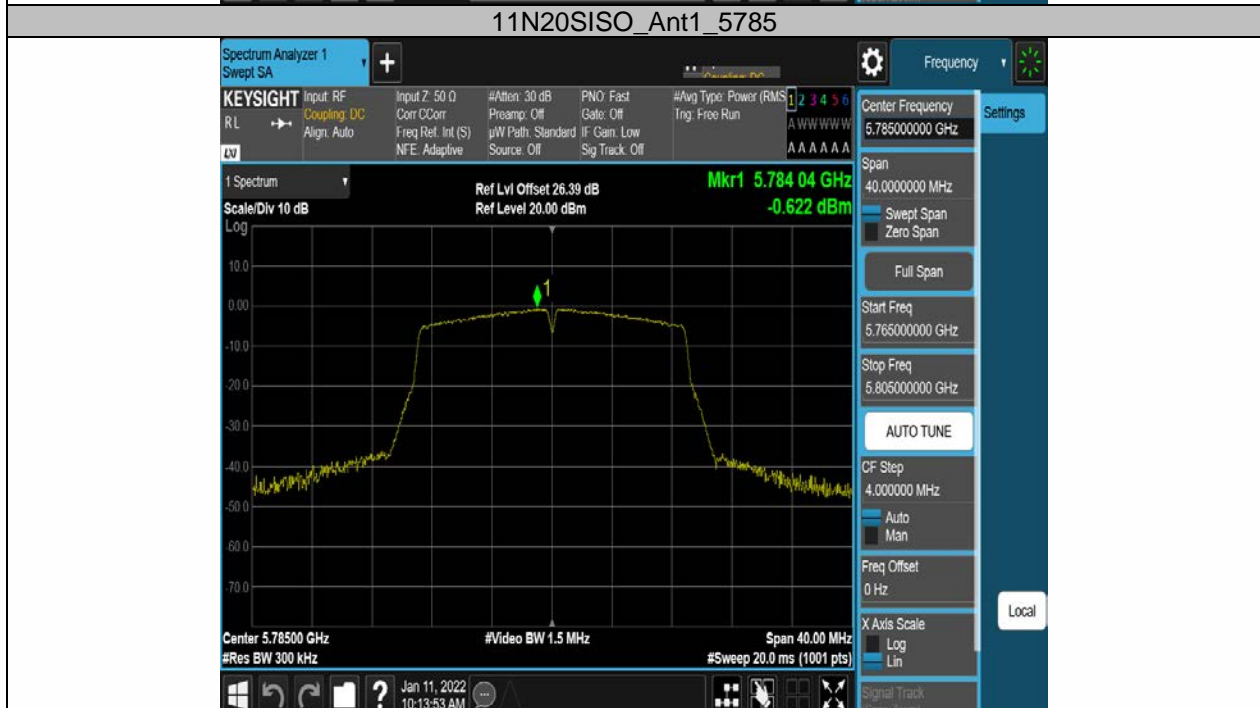 11N20SISO_Ant1_5785
Spectrum Analyzer 1
Swept SA
+
Frequency
KEYSIGHT
RL
LXI
Input: RF
Coupling: DC
Align: Auto
Input Z: 50 Ω
Corr CCorr
Freq Ref: Int (S)
NFE: Adaptive
#Atten: 30 dB
Preamp: Off
µW Path: Standard
Source: Off
PNO: Fast
Gate: Off
IF Gain: Low
Sig Track: Off
#Avg Type: Power (RMS
Trig: Free Run
1 2 3 4 5 6
A W W W W W
A A A A A A
1 Spectrum
Scale/Div 10 dB
Log
Ref Lvl Offset 26.39 dB
Ref Level 20.00 dBm
Mkr1 5.784 04 GHz
-0.622 dBm
1
10.0
0.00
-10.0
-20.0
-30.0
-40.0
-50.0
-60.0
-70.0
Center 5.78500 GHz
#Res BW 300 kHz
#Video BW 1.5 MHz
Span 40.00 MHz
#Sweep 20.0 ms (1001 pts)
Center Frequency
5.785000000 GHz
Settings
Span
40.0000000 MHz
Swept Span
Zero Span
Full Span
Start Freq
5.765000000 GHz
Stop Freq
5.805000000 GHz
AUTO TUNE
CF Step
4.000000 MHz
Auto
Man
Freq Offset
0 Hz
X Axis Scale
Log
Lin
Local
Signal Track
?
Jan 11, 2022
10:13:53 AM